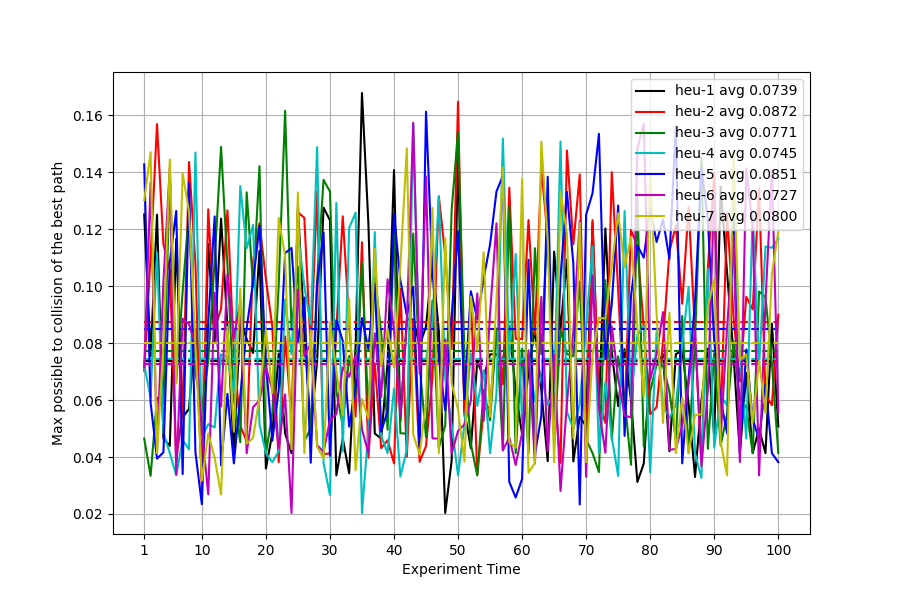 Max possible to collision of the best path
0.16
0.14
0.12
0.10
0.08
0.06
0.04
0.02
heu-1 avg 0.0739
heu-2 avg 0.0872
heu-3 avg 0.0771
heu-4 avg 0.0745
heu-5 avg 0.0851
heu-6 avg 0.0727
heu-7 avg 0.0800
1 10 20 30 40 50 60 70 80 90 100
Experiment Time